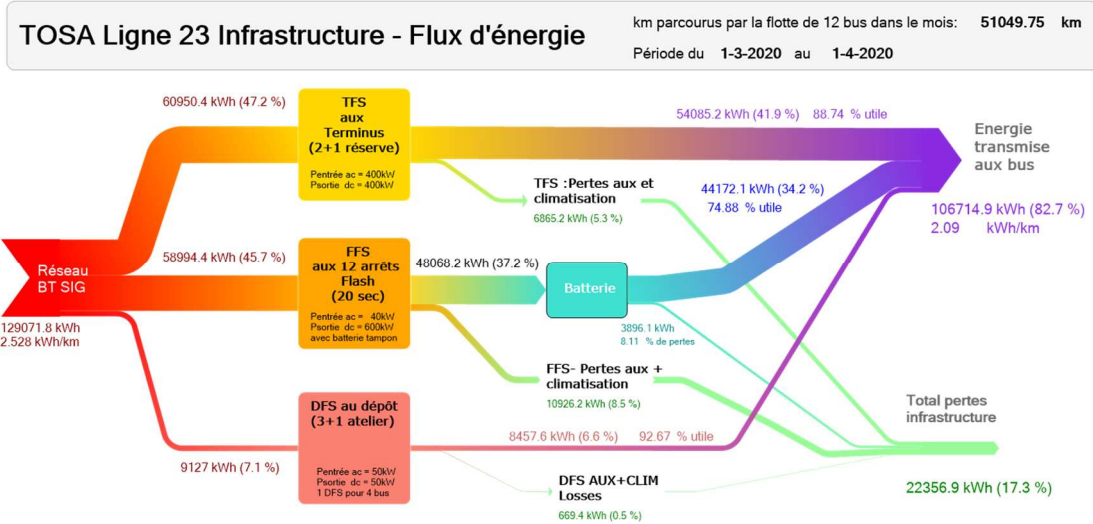 TOSA Ligne 23 Infrastructure - Flux d'énergie
km parcourus par la flotte de 12 bus dans le mois: 51049.75 km
Période du 1-3-2020 au 1-4-2020
60950.4 kWh (47.2 %)
TFS
aux
Terminus
(2+1 réserve)
Pentrée ac = 400kW
Psortie dc = 400kW
54085.2 kWh (41.9 %) 88.74 % utile
Energie
transmise
aux bus
TFS :Pertes aux et
climatisation
6865.2 kWh (5.3 %)
44172.1 kWh (34.2 %)
74.88 % utile
106714.9 kWh (82.7 %)
2.09 kWh/km
Réseau
BT SIG
129071.8 kWh
2.528 kWh/km
58994.4 kWh (45.7 %)
FFS
aux 12 arrêts
Flash
(20 sec)
Pentrée ac = 40kW
Psortie dc = 600kW
avec batterie tampon
48068.2 kWh (37.2 %)
Batterie
3896.1 kWh
8.11 % de pertes
FFS- Pertes aux +
climatisation
10926.2 kWh (8.5 %)
Total pertes
infrastructure
22356.9 kWh (17.3 %)
9127 kWh (7.1 %)
DFS au dépôt
(3+1 atelier)
Pentrée ac = 50kW
Psortie dc = 50kW
1 DFS pour 4 bus
8457.6 kWh (6.6 %) 92.67 % utile
DFS AUX+CLIM
Losses
669.4 kWh (0.5 %)